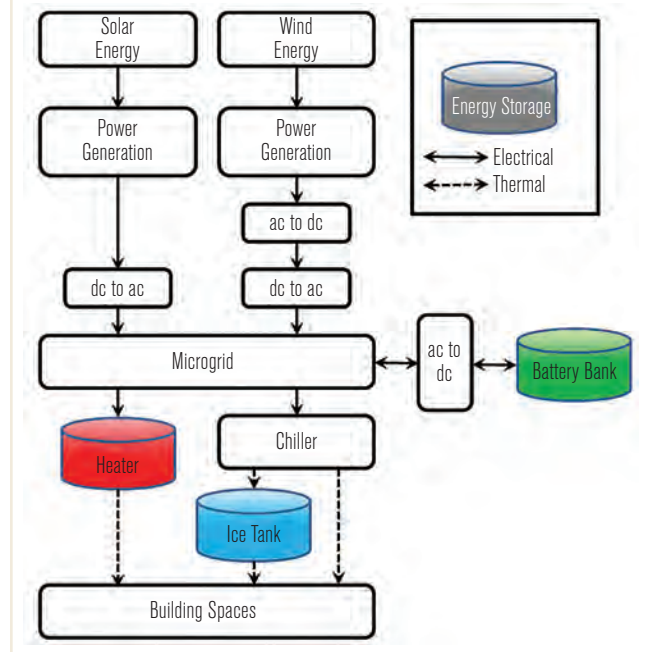 Solar
Energy
Wind
Energy
Energy Storage
Electrical
Thermal
Power
Generation
Power
Generation
ac to dc
dc to ac
dc to ac
Microgrid
ac to
dc
Battery Bank
Heater
Chiller
Ice Tank
Building Spaces